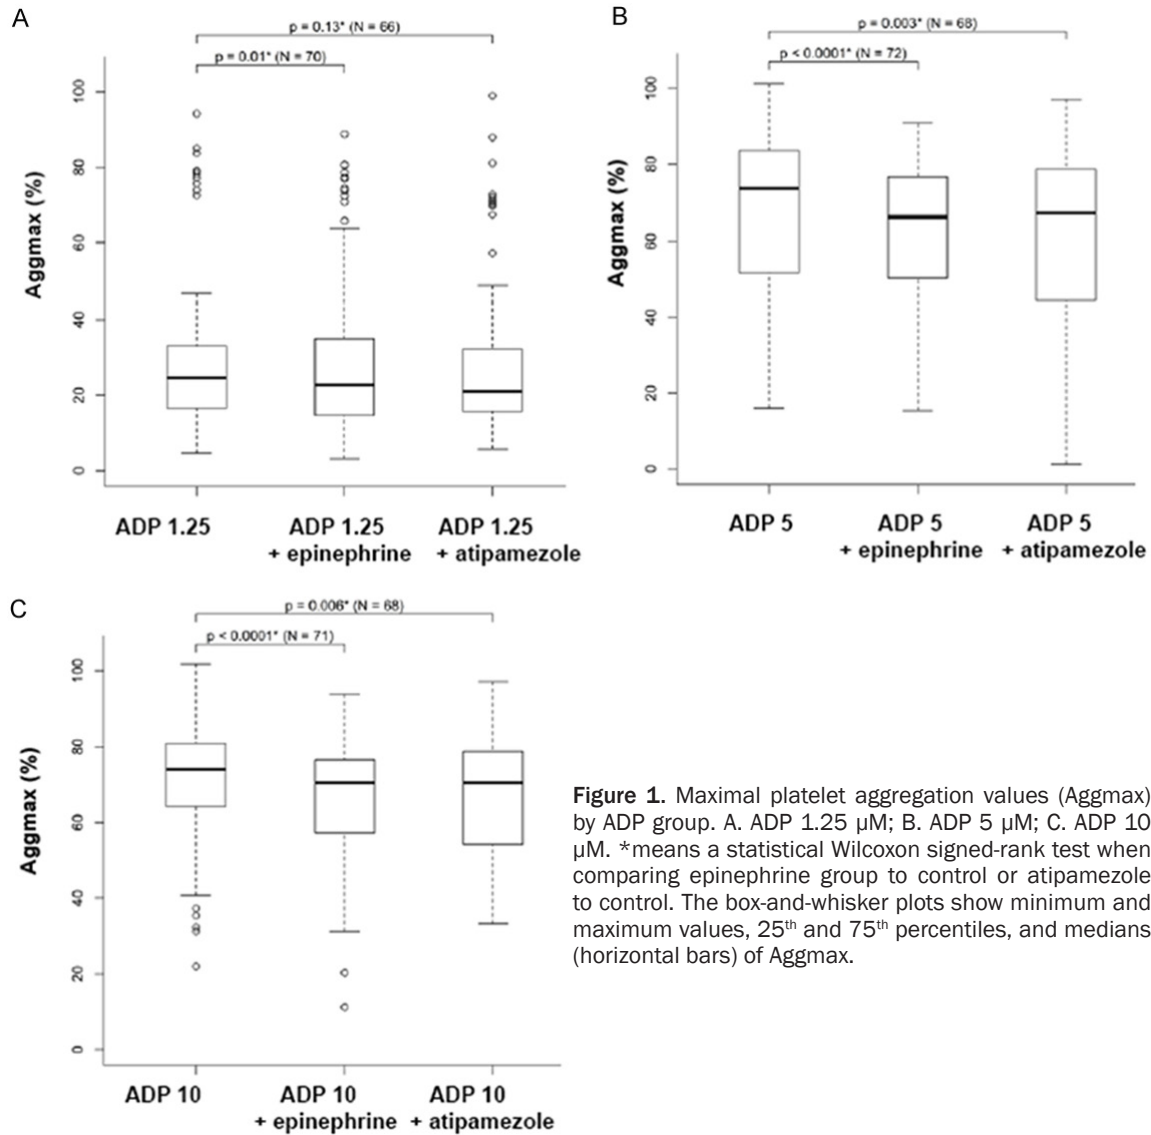 A
p = 0.13* (N = 66)
p = 0.01* (N = 70)
Aggmax (%)
100
80
60
40
20
0
ADP 1.25
ADP 1.25
+ epinephrine
ADP 1.25
+ atipamezole
B
p = 0.003* (N = 68)
p < 0.0001* (N = 72)
Aggmax (%)
100
80
60
40
20
0
ADP 5
ADP 5
+ epinephrine
ADP 5
+ atipamezole
C
p = 0.006* (N = 68)
p < 0.0001* (N = 71)
Aggmax (%)
100
80
60
40
20
0
ADP 10
ADP 10
+ epinephrine
ADP 10
+ atipamezole
Figure 1. Maximal platelet aggregation values (Aggmax)
by ADP group. A. ADP 1.25 µM; B. ADP 5 µM; C. ADP 10
µM. *means a statistical Wilcoxon signed-rank test when
comparing epinephrine group to control or atipamezole
to control. The box-and-whisker plots show minimum and
maximum values, 25th and 75th percentiles, and medians
(horizontal bars) of Aggmax.